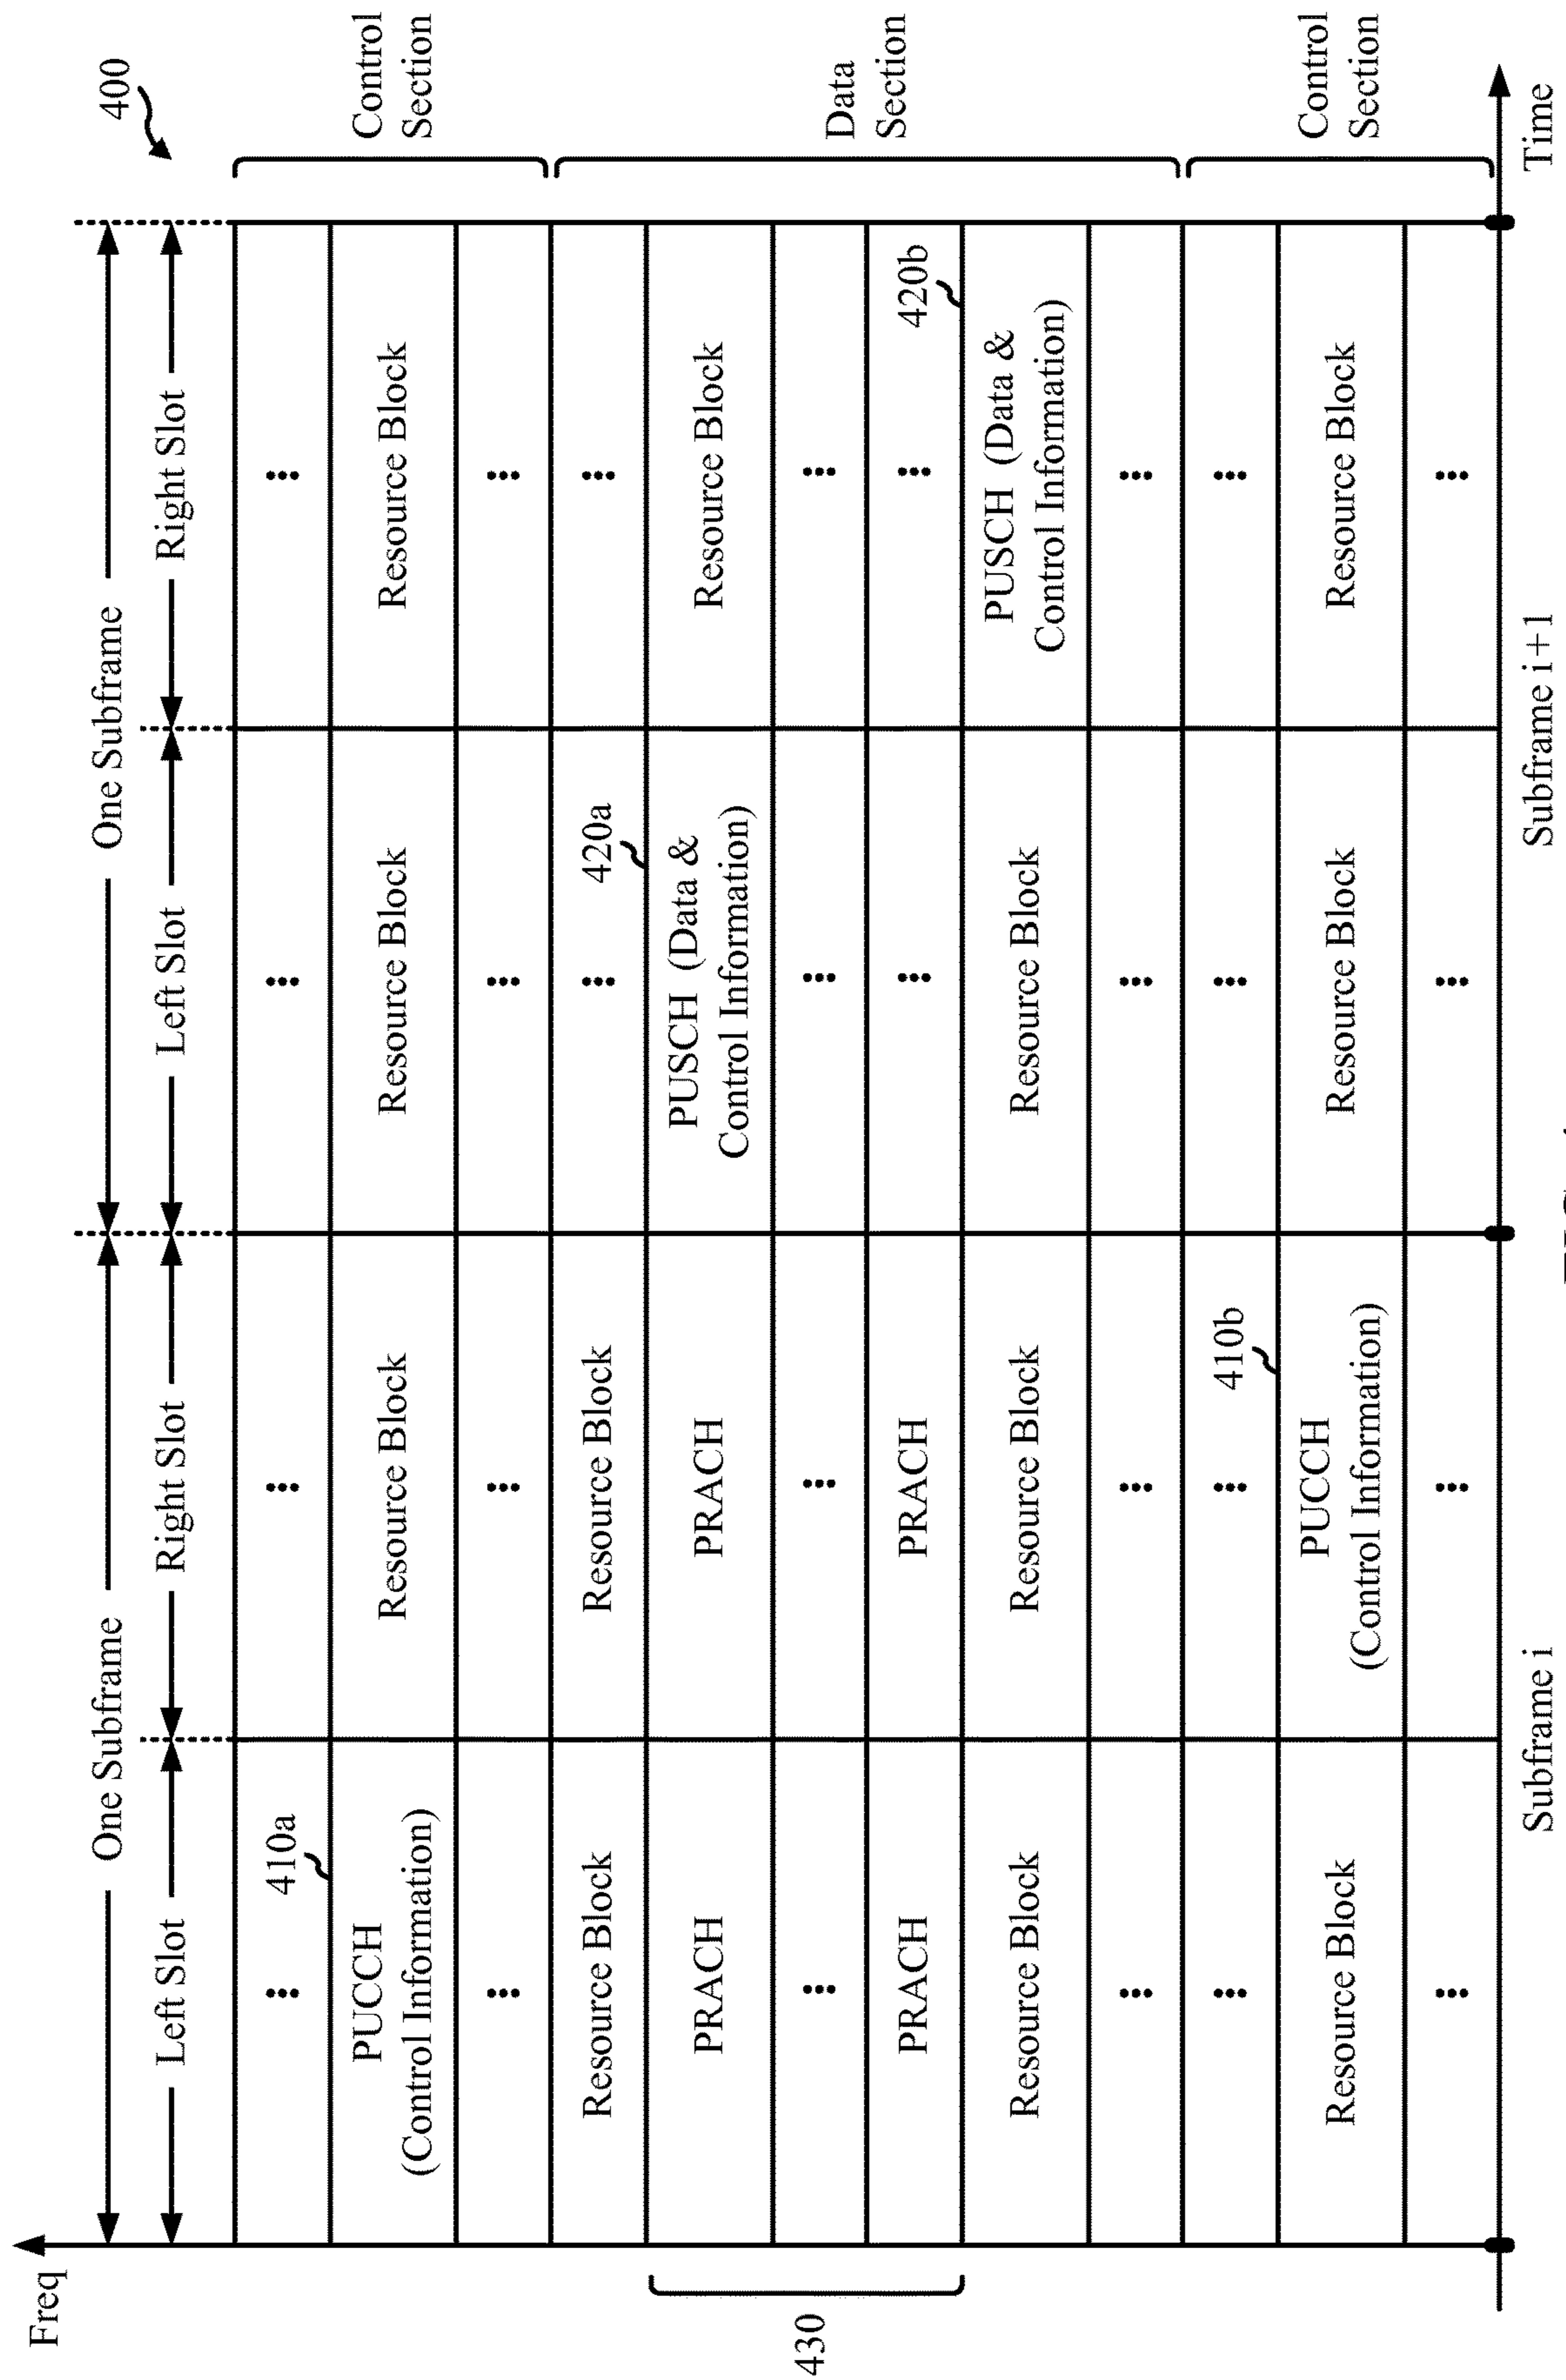 400
Freq
One Subframe
One Subframe
Left Slot
Right Slot
Left Slot
Right Slot
410a
⋮
⋮
⋮
⋮
PUCCH
(Control Information)
Resource Block
Resource Block
Resource Block
Control
Section
⋮
⋮
⋮
⋮
Resource Block
Resource Block
⋮
420a
⋮
PRACH
PRACH
PUSCH (Data &
Control Information)
Resource Block
430
⋮
⋮
⋮
⋮
Data
Section
PRACH
PRACH
⋮
⋮
420b
Resource Block
Resource Block
Resource Block
PUSCH (Data &
Control Information)
⋮
⋮
⋮
⋮
⋮
⋮
410b
⋮
⋮
Resource Block
PUCCH
(Control Information)
Resource Block
Resource Block
Control
Section
⋮
⋮
⋮
⋮
Subframe i
Subframe i+1
Time